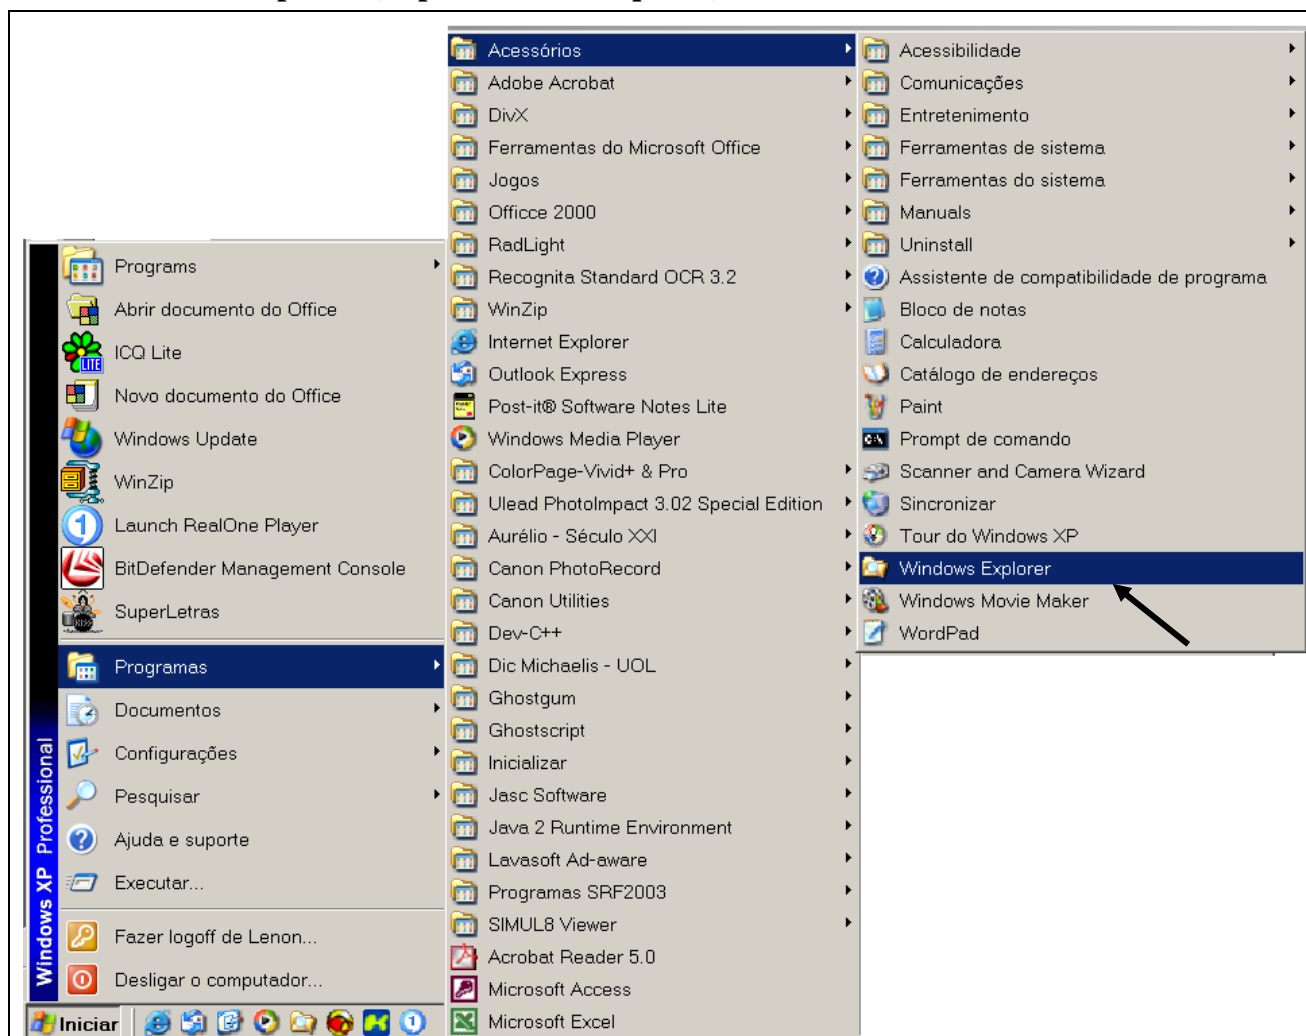 Programs
Abrir documento do Office
ICQ Lite
Novo documento do Office
Windows Update
WinZip
Launch RealOne Player
BitDefender Management Console
SuperLetras
Programas
Documentos
Configurações
Pesquisar
Ajuda e suporte
Executar...
Fazer logoff de Lenon...
Desligar o computador...
Windows XP Professional
Iniciar
Acessórios
Adobe Acrobat
DivX
Ferramentas do Microsoft Office
Jogos
Officce 2000
RadLight
Recognita Standard OCR 3.2
WinZip
Internet Explorer
Outlook Express
Post-it® Software Notes Lite
Windows Media Player
ColorPage-Vivid+ & Pro
Ulead PhotoImpact 3.02 Special Edition
Aurélio - Século XXI
Canon PhotoRecord
Canon Utilities
Dev-C++
Dic Michaelis - UOL
Ghostgum
Ghostscript
Inicializar
Jasc Software
Java 2 Runtime Environment
Lavasoft Ad-aware
Programas SRF2003
SIMUL8 Viewer
Acrobat Reader 5.0
Microsoft Access
Microsoft Excel
Acessibilidade
Comunicações
Entretenimento
Ferramentas de sistema
Ferramentas do sistema
Manuals
Uninstall
Assistente de compatibilidade de programa
Bloco de notas
Calculadora
Catálogo de endereços
Paint
Prompt de comando
Scanner and Camera Wizard
Sincronizar
Tour do Windows XP
Windows Explorer
Windows Movie Maker
WordPad